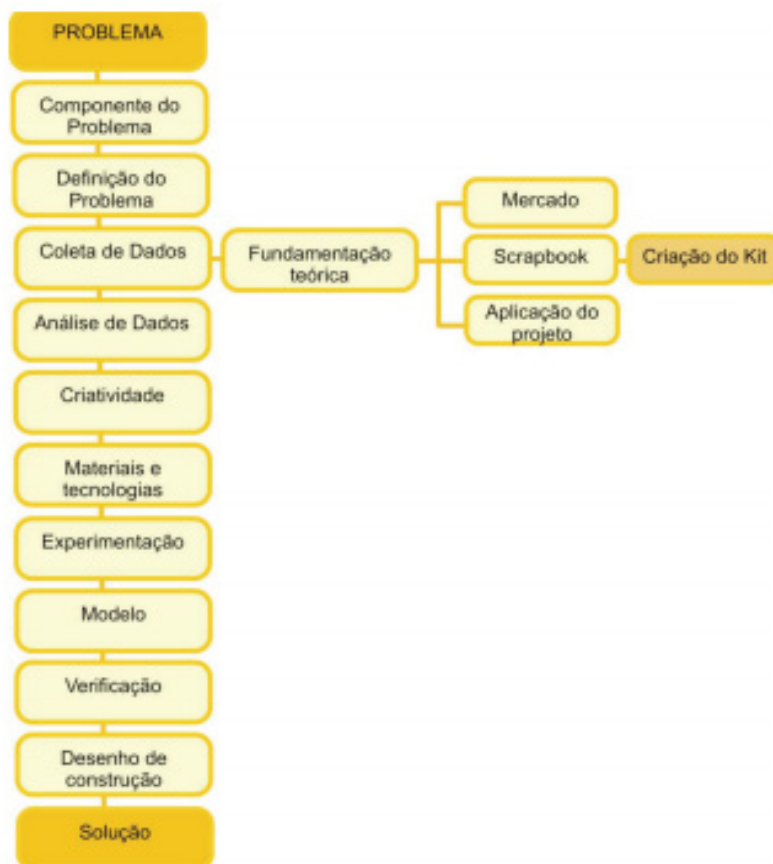 PROBLEMA
Componente do
Problema
Definição do
Problema
Coleta de Dados
Fundamentação
teórica
Mercado
Scrapbook
Criação do Kit
Aplicação do
projeto
Análise de Dados
Criatividade
Materiais e
tecnologias
Experimentação
Modelo
Verificação
Desenho de
construção
Solução